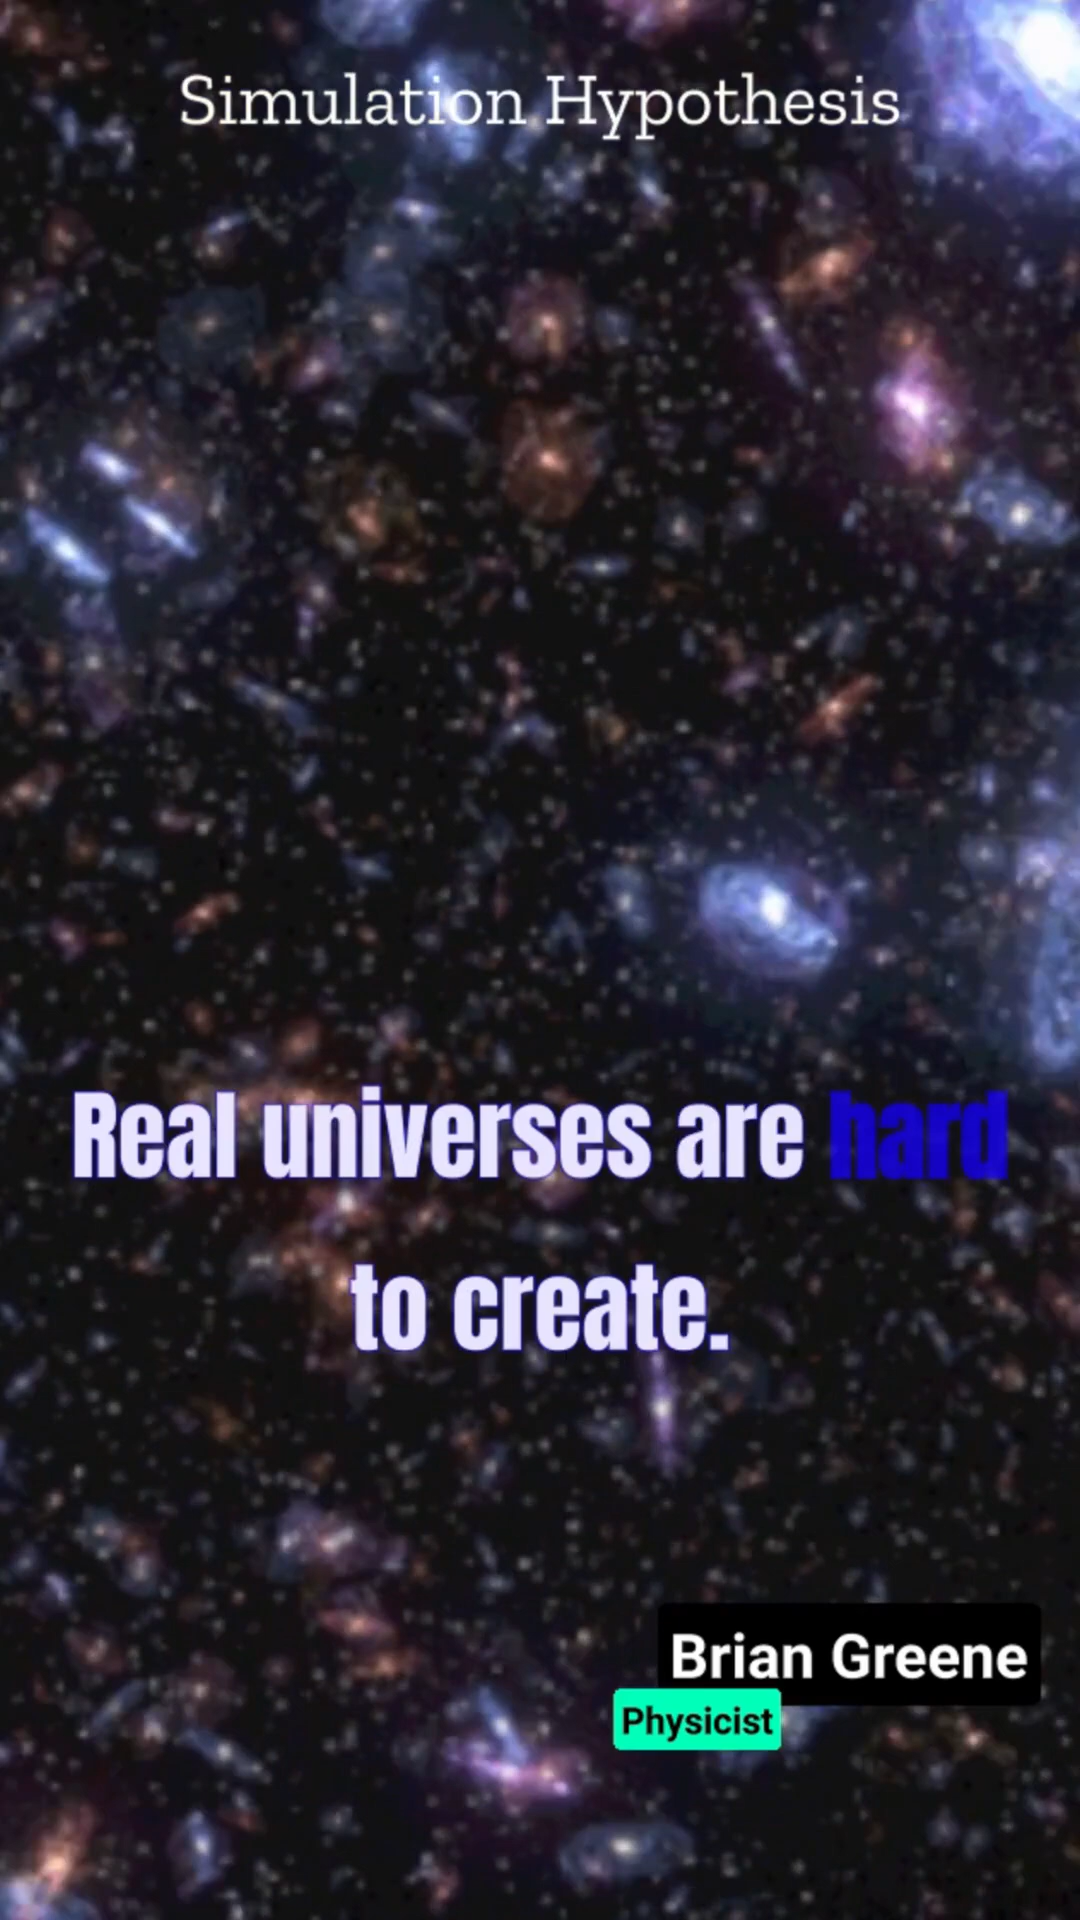 Simulation Hypothesis
Real universes are hard
to create.
Brian Greene
Physicist